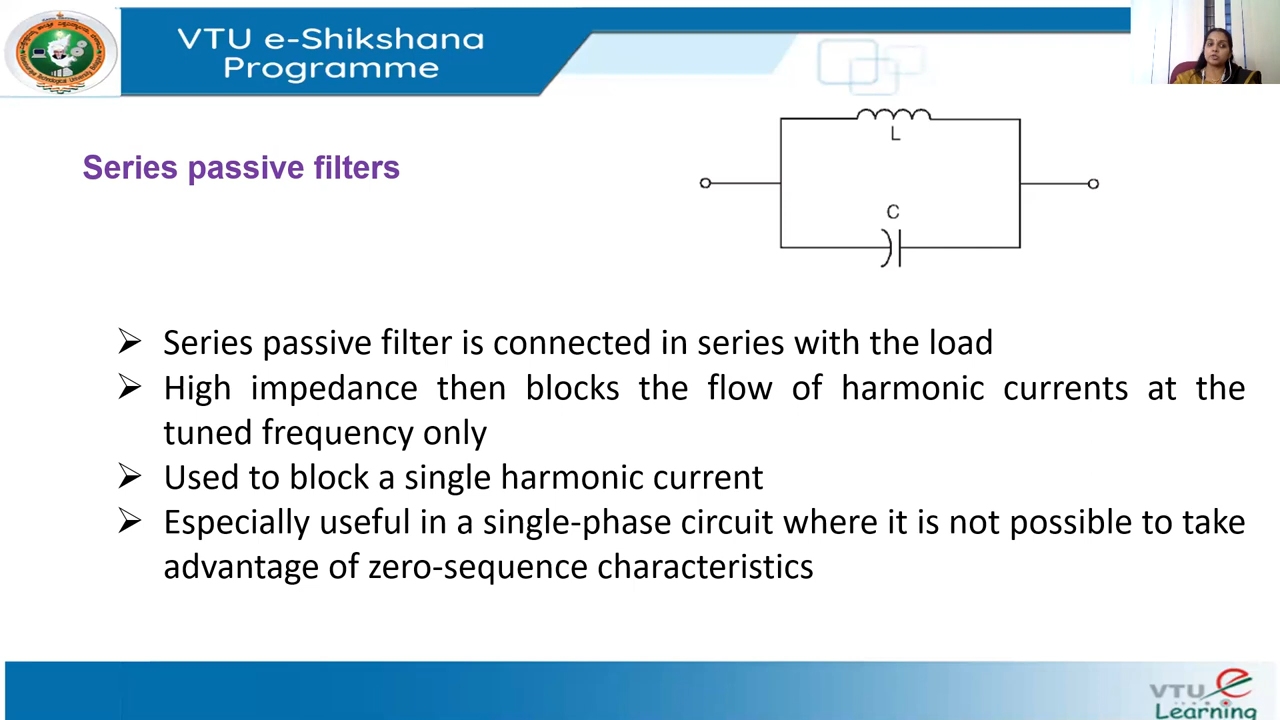 VTU e-Shikshana
Programme
Series passive filters
L
C
➢ Series passive filter is connected in series with the load
➢ High impedance then blocks the flow of harmonic currents at the
tuned frequency only
➢ Used to block a single harmonic current
➢ Especially useful in a single-phase circuit where it is not possible to take
advantage of zero-sequence characteristics
VTU e
Learning